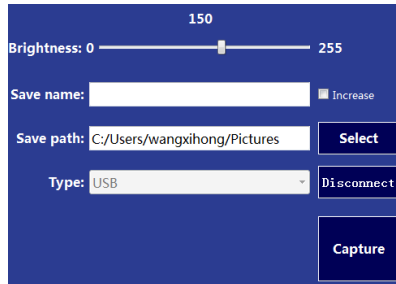 150
Brightness: 0 255
Save name: Increase
Save path: C:/Users/wangxihong/Pictures Select
Type: USB Disconnect
Capture